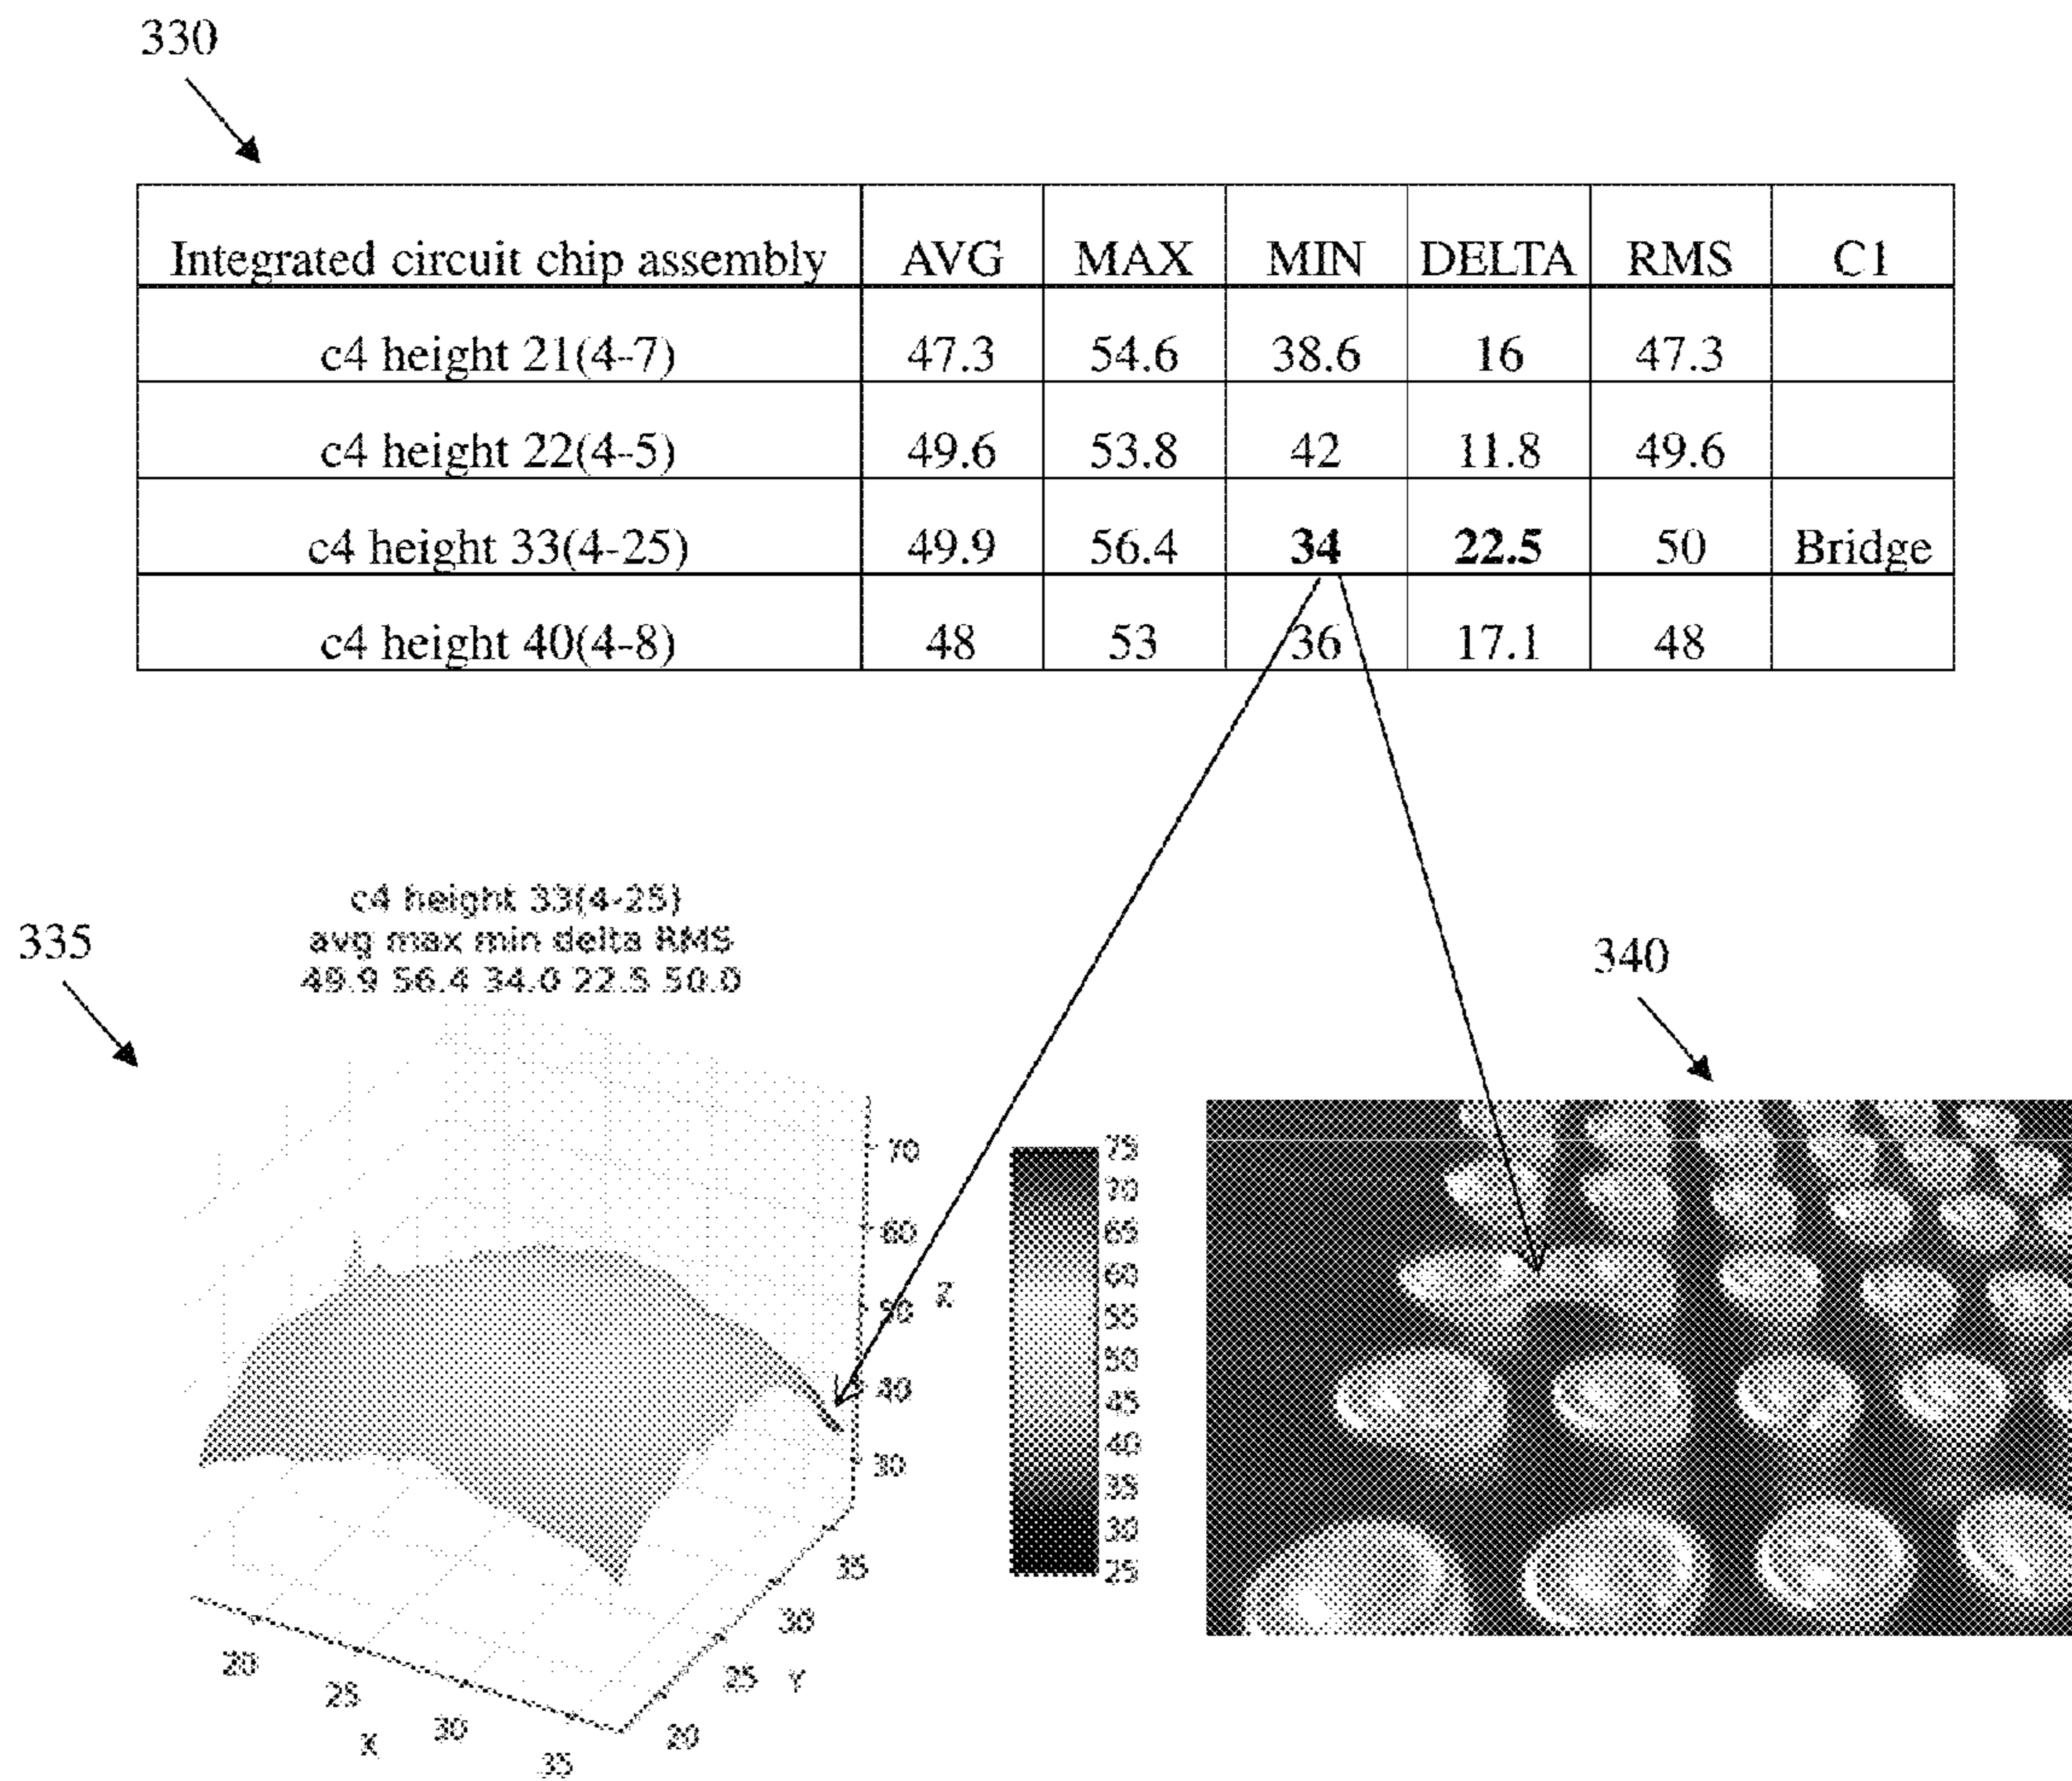 330
Integrated circuit chip assembly AVG MAX MIN DELTA RMS C1
c4 height 21(4-7) 47.3 54.6 38.6 16 47.3
c4 height 22(4-5) 49.6 53.8 42 11.8 49.6
c4 height 33(4-25) 49.9 56.4 34 22.5 50 Bridge
c4 height 40(4-8) 48 53 36 17.1 48
335
c4 height 33(4-25)
avg max min delta RMS
49.9 56.4 34.0 22.5 50.0
340
70
60
50
Z
40
30
75
70
65
60
55
50
45
40
35
30
25
20
25
30
35
X
20
25
30
35
Y